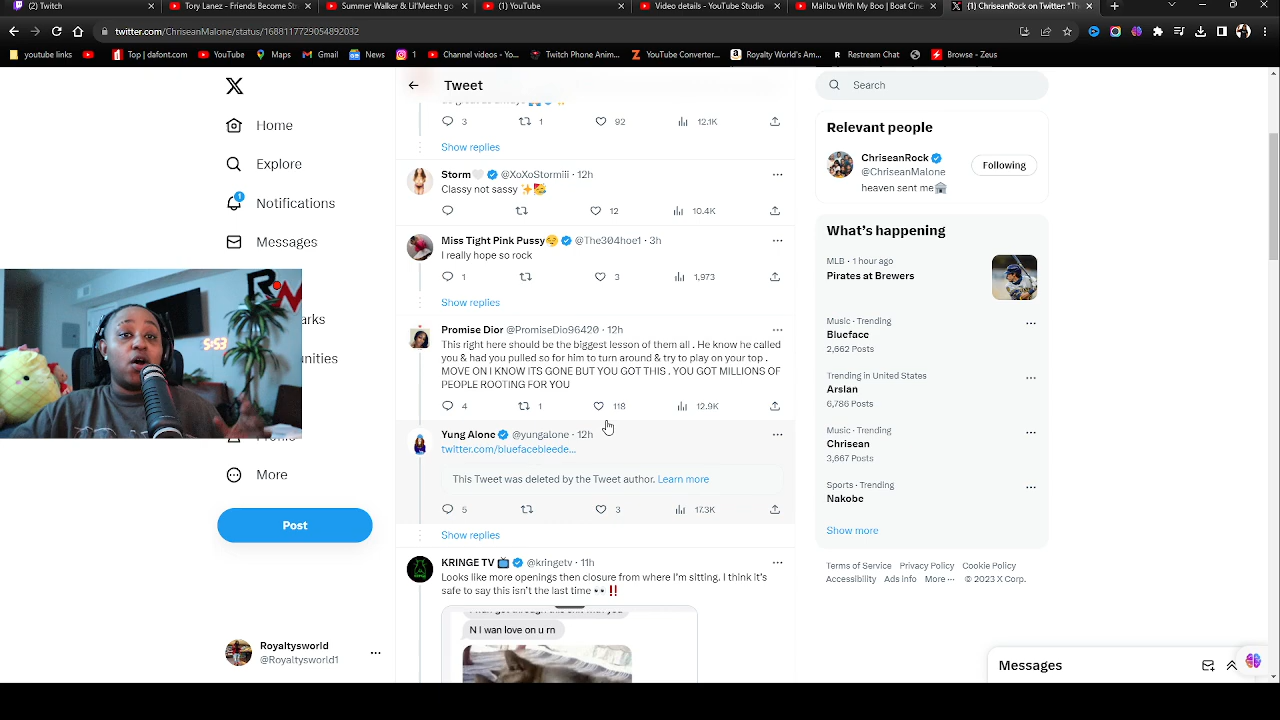 (2) Twitch
Tory Lanez - Friends Become St
Summer Walker & Lil'Meech go
(1) YouTube
Video details - YouTube Studio
Malibu With My Boo | Boat Cine
(1) ChriseanRock on Twitter: "Th
twitter.com/ChriseanMalone/status/1688117729054892032
youtube links
Top | dafont.com
YouTube
Maps
Gmail
News
1
Channel videos - Yo...
Twitch Phone Anim...
YouTube Converter...
Royalty World's Am...
Restream Chat
Browse - Zeus
Home
Explore
1
Notifications
Messages
More
Post
Royaltysworld
@Royaltysworld1
5:53
Tweet
3 1 92 12.1K
Show replies
Storm🤍 @XoXoStormiii · 12h
Classy not sassy ✨🥰
12 10.4K
Miss Tight Pink Pussy☺️ @The304hoe1 · 3h
I really hope so rock
1 3 1,973
Show replies
Promise Dior @PromiseDio96420 · 12h
This right here should be the biggest lesson of them all . He know he called
you & had you pulled so for him to turn around & try to play on your top .
MOVE ON I KNOW ITS GONE BUT YOU GOT THIS . YOU GOT MILLIONS OF
PEOPLE ROOTING FOR YOU
4 1 118 12.9K
Yung Alone @yungalone · 12h
twitter.com/bluefacebleede...
This Tweet was deleted by the Tweet author. Learn more
5 3 17.3K
Show replies
KRINGE TV 📺 @kringetv · 11h
Looks like more openings then closure from where I'm sitting. I think it's
safe to say this isn't the last time 👀 ‼️
N I wan love on u rn
Search
Relevant people
ChriseanRock
@ChriseanMalone
heaven sent me🏠
Following
What's happening
MLB · 1 hour ago
Pirates at Brewers
Music · Trending
Blueface
2,662 Posts
Trending in United States
Arslan
6,786 Posts
Music · Trending
Chrisean
3,667 Posts
Sports · Trending
Nakobe
Show more
Terms of Service Privacy Policy Cookie Policy
Accessibility Ads info More ··· © 2023 X Corp.
Messages